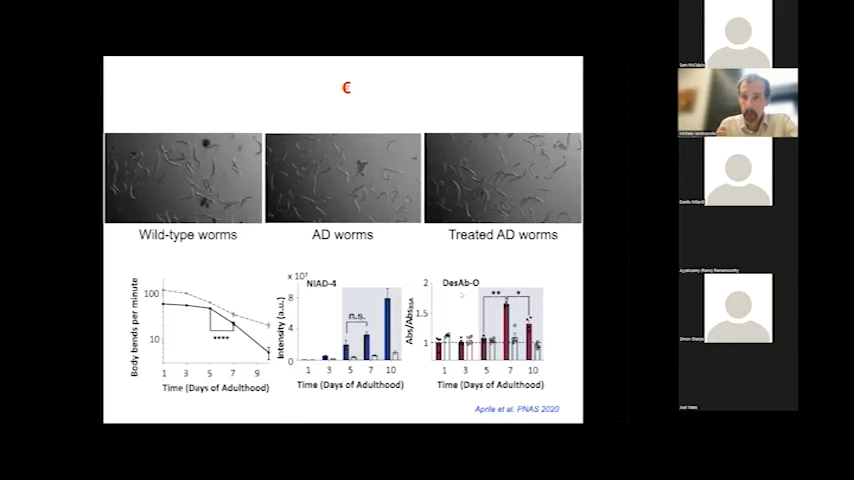 €
Wild-type worms
AD worms
Treated AD worms
Body bends per minute
100
10
****
1 3 5 7 9
Time (Days of Adulthood)
x 10⁷
NIAD-4
Intensity (a.u.)
8
4
0
n.s.
1 3 5 7 10
Time (Days of Adulthood)
DesAb-O
Abs/AbsBSA
2
1.5
1
** *
1 3 5 7 10
Time (Days of Adulthood)
Aprile et al. PNAS 2020